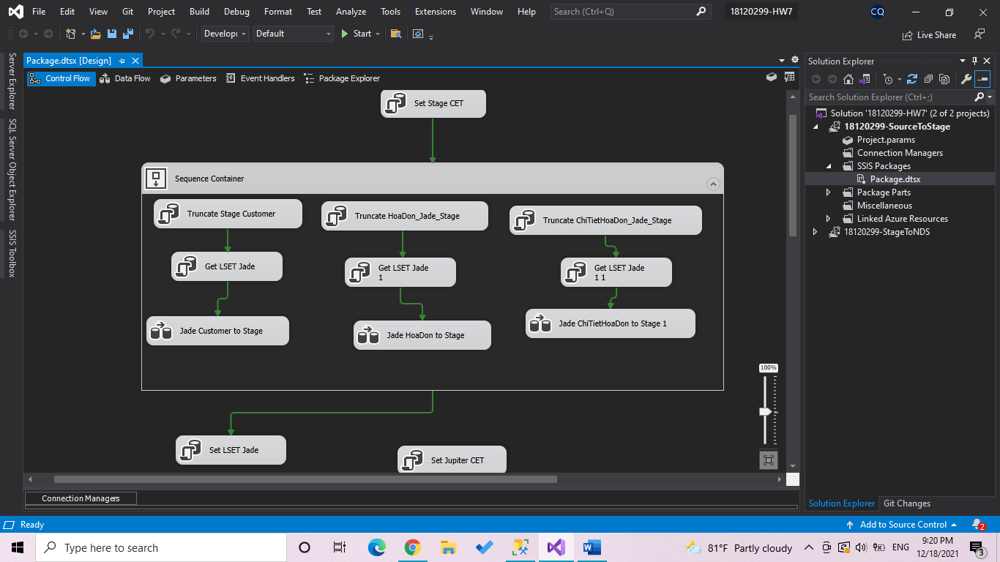 File Edit View Git Project Build Debug Format Test Analyze Tools Extensions Window Help Search (Ctrl+Q) 18120299-HW7 CQ
Developi Default Start Live Share
Server Explorer
SQL Server Object Explorer
SSIS Toolbox
Package.dtsx [Design]
Control Flow Data Flow Parameters Event Handlers Package Explorer
Set Stage CET
Sequence Container
Truncate Stage Customer
Truncate HoaDon_Jade_Stage
Truncate ChiTietHoaDon_Jade_Stage
Get LSET Jade
Get LSET Jade
1
Get LSET Jade
1 1
Jade Customer to Stage
Jade HoaDon to Stage
Jade ChiTietHoaDon to Stage 1
100%
Set LSET Jade
Set Jupiter CET
Connection Managers
Solution Explorer
Search Solution Explorer (Ctrl+;)
Solution '18120299-HW7' (2 of 2 projects)
18120299-SourceToStage
Project.params
Connection Managers
SSIS Packages
Package.dtsx
Package Parts
Miscellaneous
Linked Azure Resources
18120299-StageToNDS
Solution Explorer Git Changes
Ready Add to Source Control 2
Type here to search 81°F Partly cloudy ENG
9:20 PM
12/18/2021
3